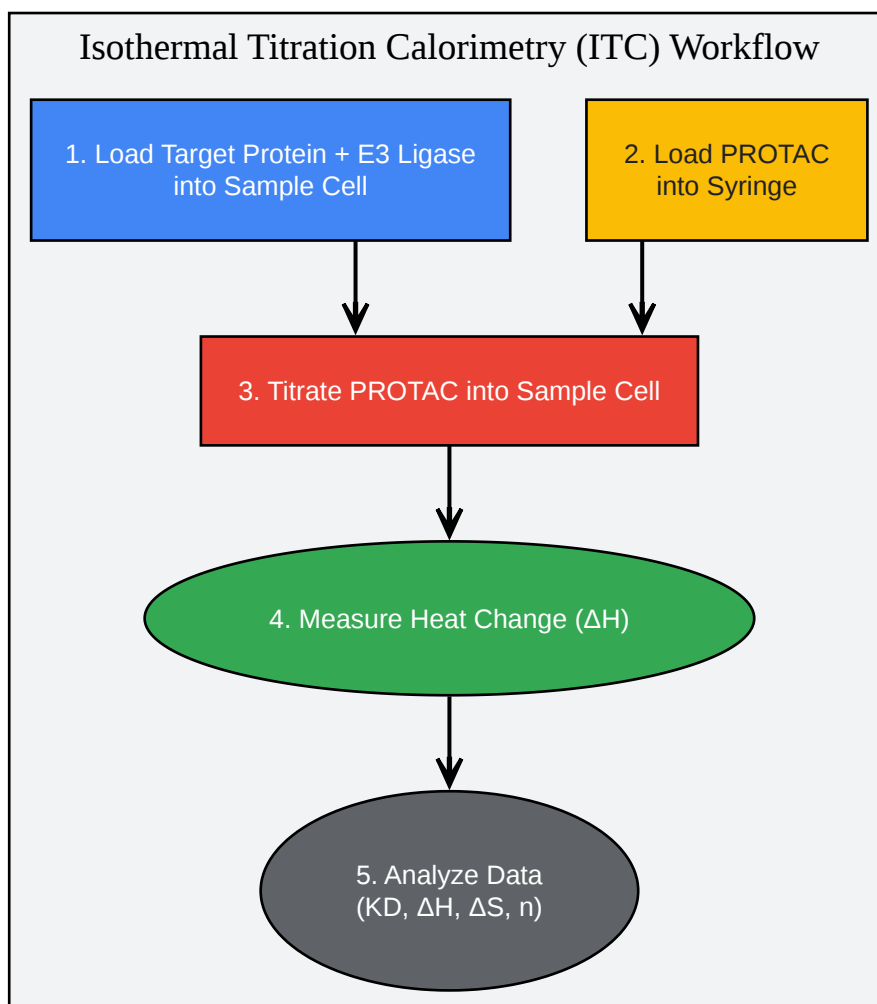 Isothermal Titration Calorimetry (ITC) Workflow
1. Load Target Protein + E3 Ligase
into Sample Cell
2. Load PROTAC
into Syringe
3. Titrate PROTAC into Sample Cell
4. Measure Heat Change (ΔH)
5. Analyze Data
(KD, ΔH, ΔS, n)